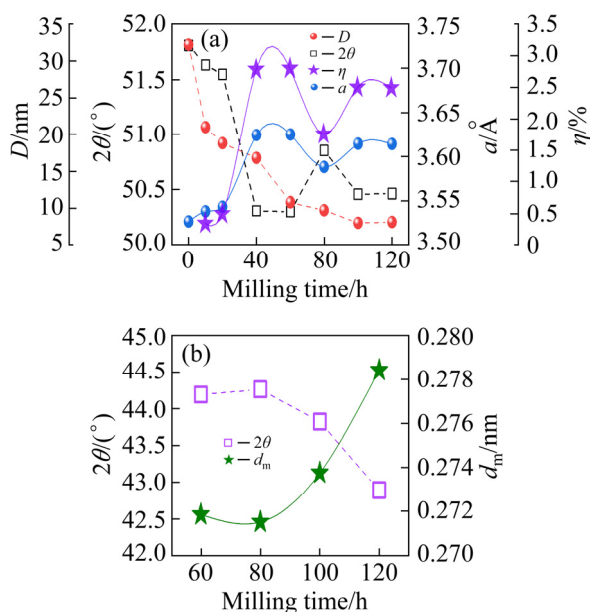 (a)
D/nm
35
30
25
20
15
10
5
2θ/(°)
52.0
51.5
51.0
50.5
50.0
— D
— 2θ
— η
— a
3.75
3.70
3.65
3.60
3.55
3.50
a/Å
3.5
3.0
2.5
2.0
1.5
1.0
0.5
0
η/%
0 20 40 60 80 100 120
Milling time/h
(b)
2θ/(°)
45.0
44.5
44.0
43.5
43.0
42.5
42.0
— 2θ
— dm
0.280
0.278
0.276
0.274
0.272
0.270
dm/nm
60 80 100 120
Milling time/h